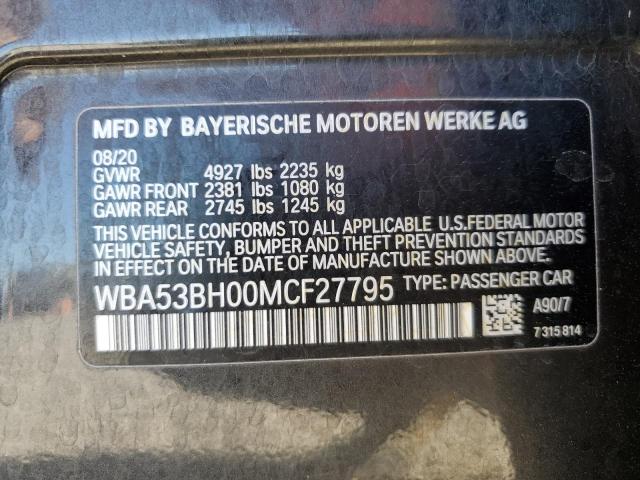 MFD BY BAYERISCHE MOTOREN WERKE AG
08/20
GVWR 4927 lbs 2235 kg
GAWR FRONT 2381 lbs 1080 kg
GAWR REAR 2745 lbs 1245 kg
THIS VEHICLE CONFORMS TO ALL APPLICABLE U.S.FEDERAL MOTOR
VEHICLE SAFETY, BUMPER AND THEFT PREVENTION STANDARDS
IN EFFECT ON THE DATE OF MANUFACTURE SHOWN ABOVE.
WBA53BH00MCF27795 TYPE: PASSENGER CAR
A90/7
7 315 814